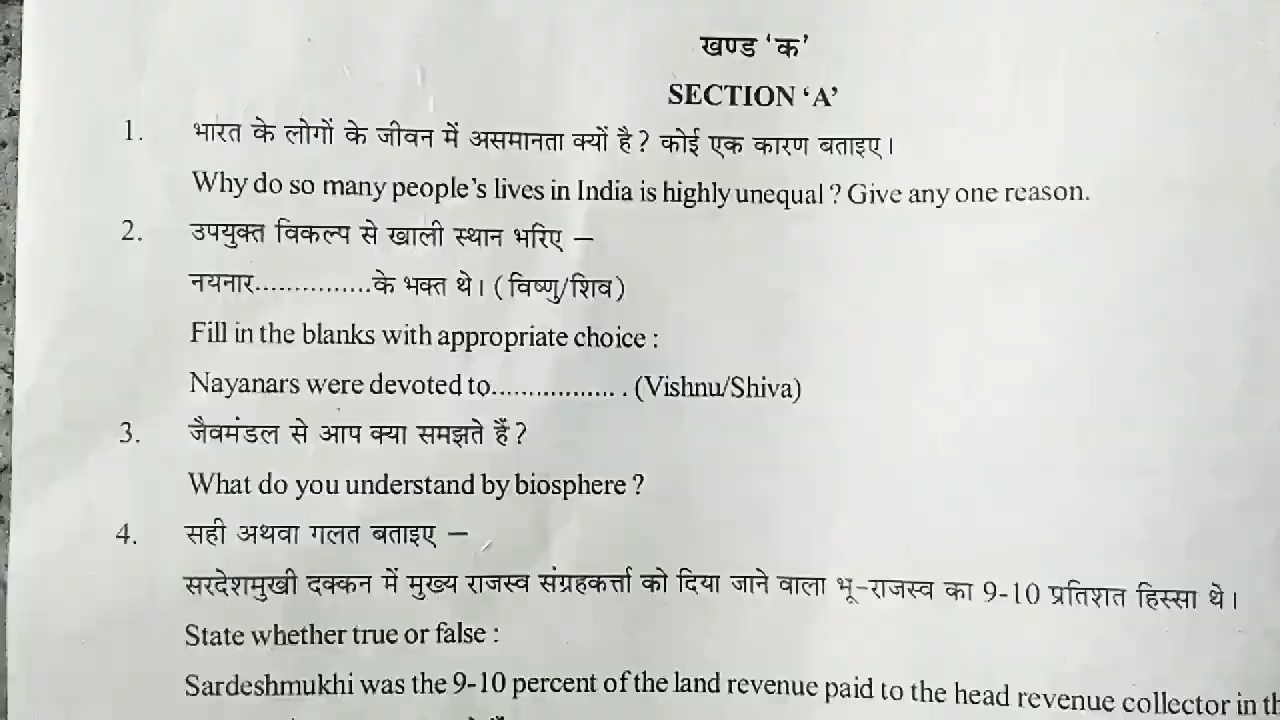 खण्ड ‘क’
SECTION ‘A’
1. भारत के लोगों के जीवन में असमानता क्यों है? कोई एक कारण बताइए।
Why do so many people’s lives in India is highly unequal ? Give any one reason.
2. उपयुक्त विकल्प से खाली स्थान भरिए –
नयनार...............के भक्त थे। (विष्णु/शिव)
Fill in the blanks with appropriate choice :
Nayanars were devoted to................. . (Vishnu/Shiva)
3. जैवमंडल से आप क्या समझते हैं?
What do you understand by biosphere ?
4. सही अथवा गलत बताइए –
सरदेशमुखी दक्कन में मुख्य राजस्व संग्रहकर्त्ता को दिया जाने वाला भू-राजस्व का 9-10 प्रतिशत हिस्सा थे।
State whether true or false :
Sardeshmukhi was the 9-10 percent of the land revenue paid to the head revenue collector in